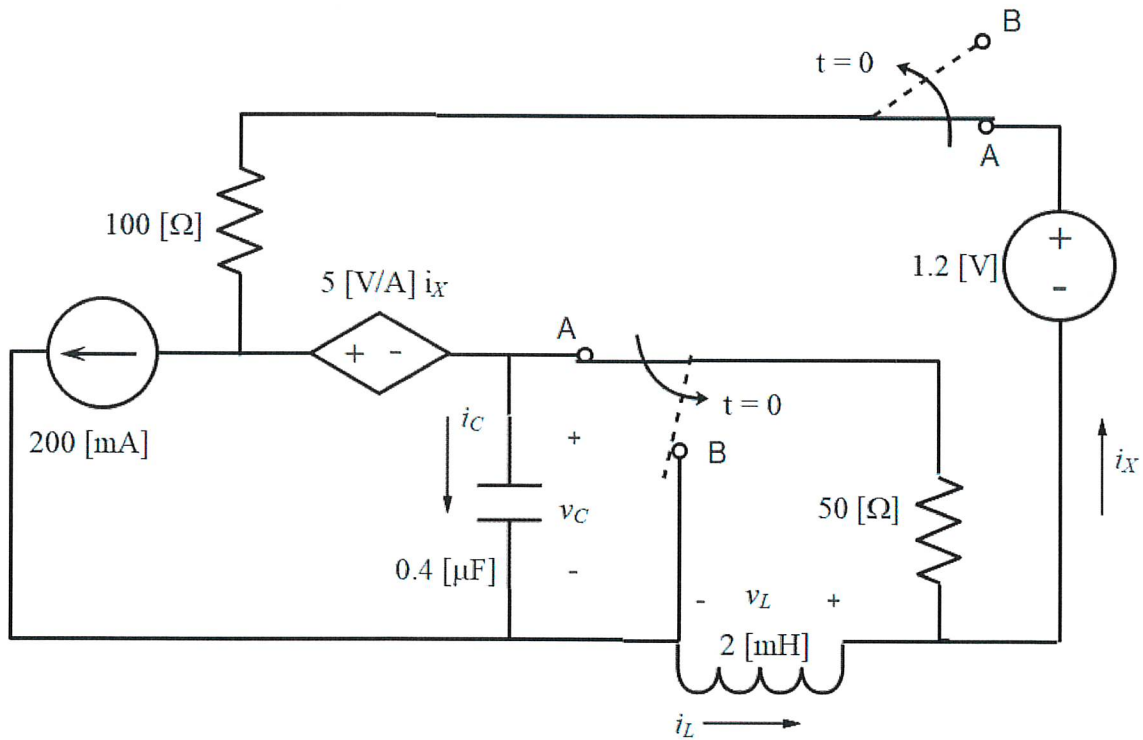 B
t = 0
A
100 [Ω]
+
1.2 [V]
-
5 [V/A] iX
+ -
A
t = 0
200 [mA]
iC
+
B
iX
vC
50 [Ω]
0.4 [μF]
-
- vL +
2 [mH]
iL